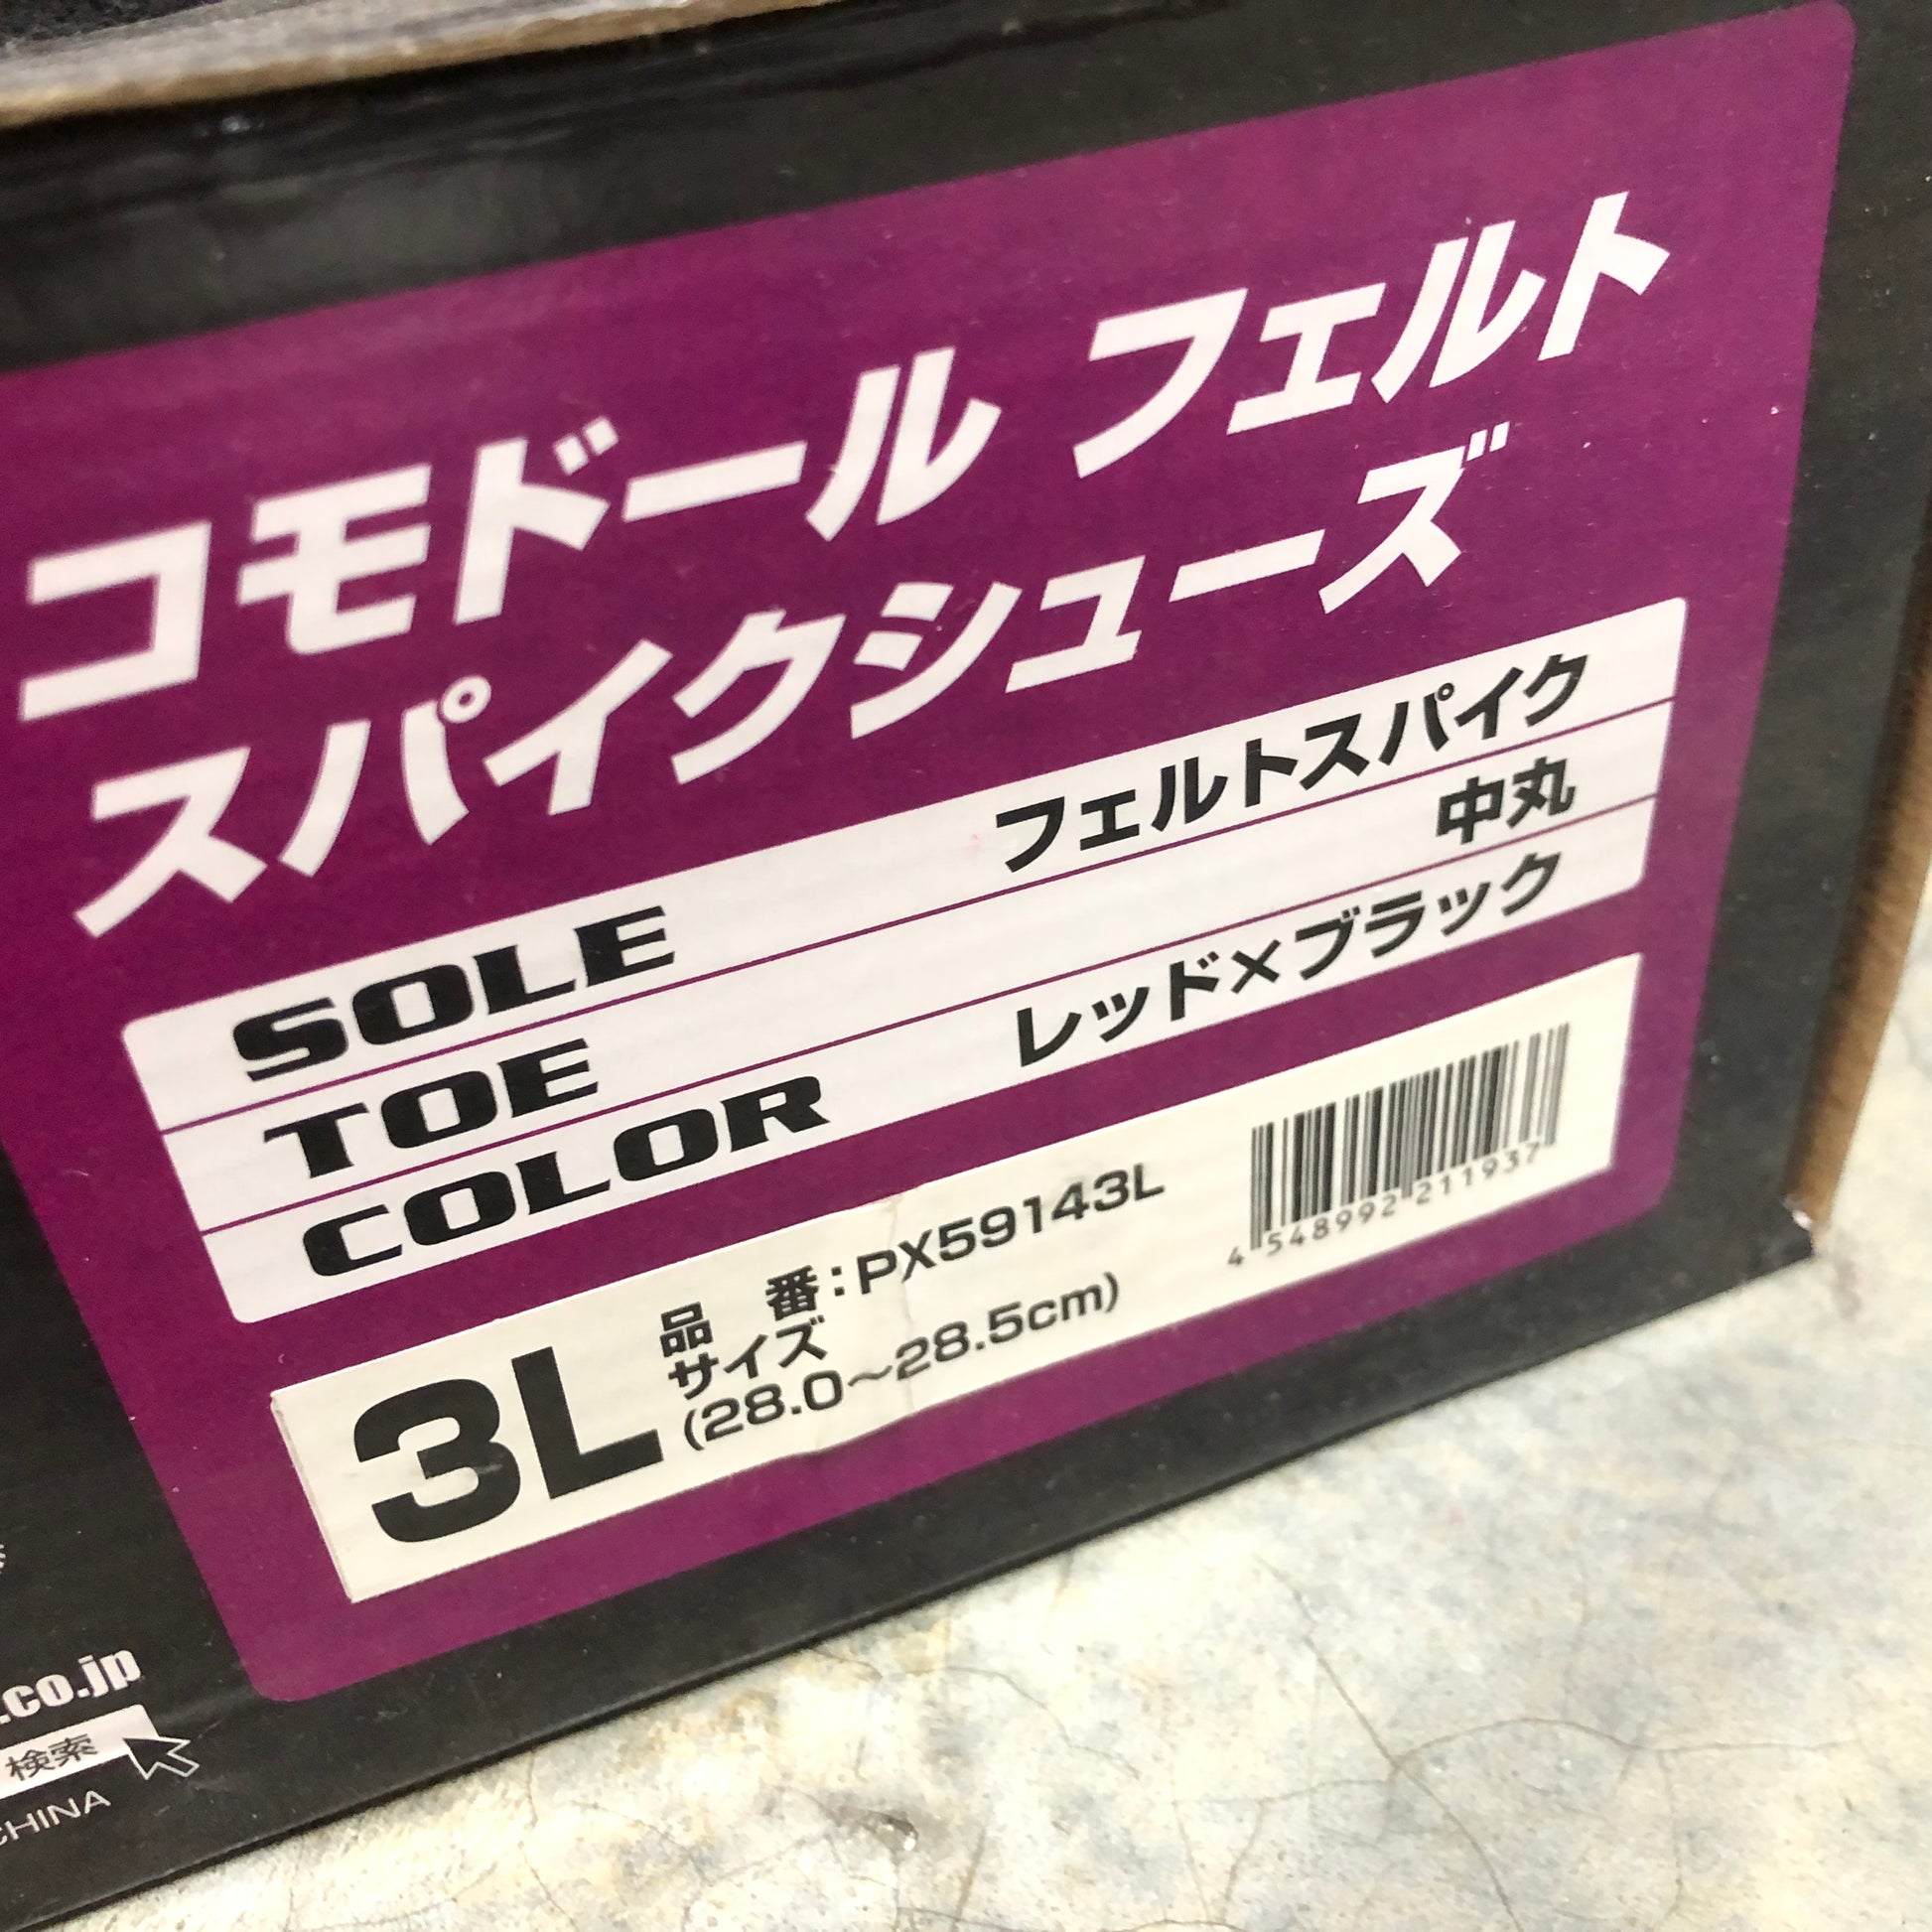 コモドール フェルト
スパイクシューズ
SOLE フェルトスパイク
TOE 中丸
COLOR レッド×ブラック
3L
品 番：PX59143L
サイズ
(28.0～28.5cm)
4 548992 211937
.co.jp
検索
CHINA